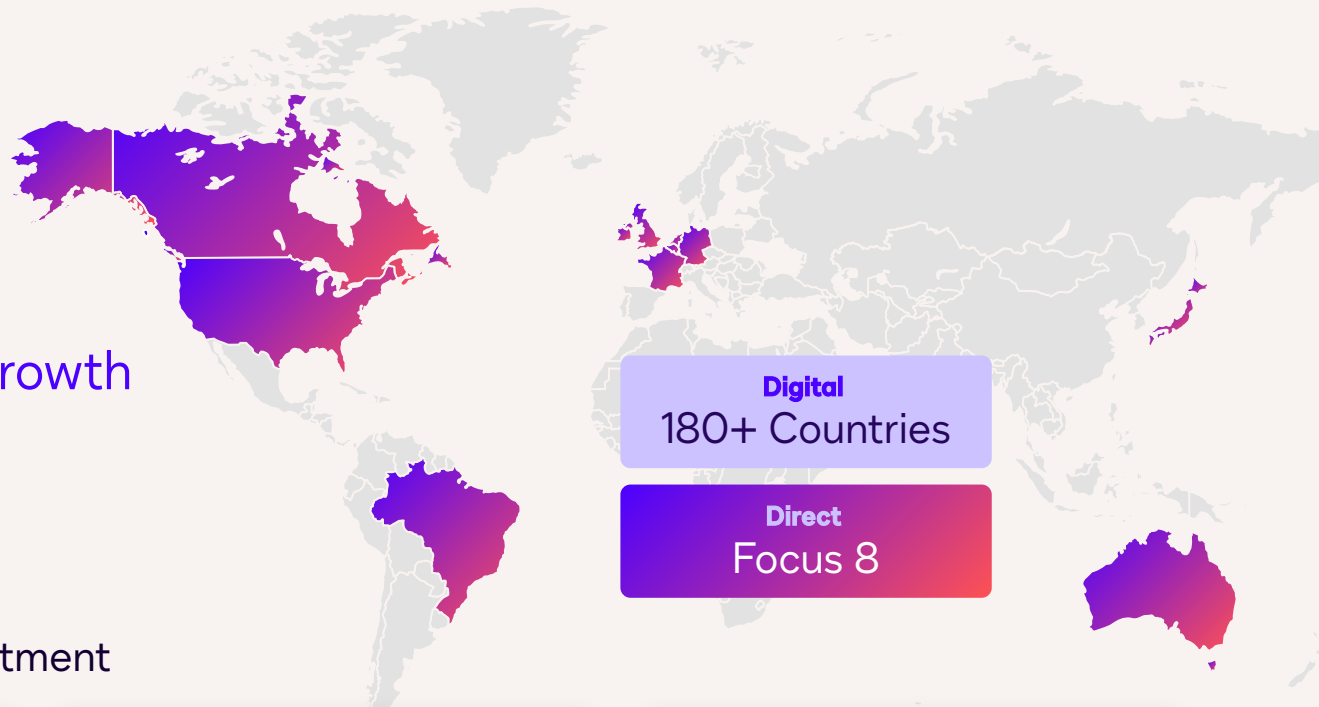 rowth
Digital
180+ Countries
Direct
Focus 8
tment